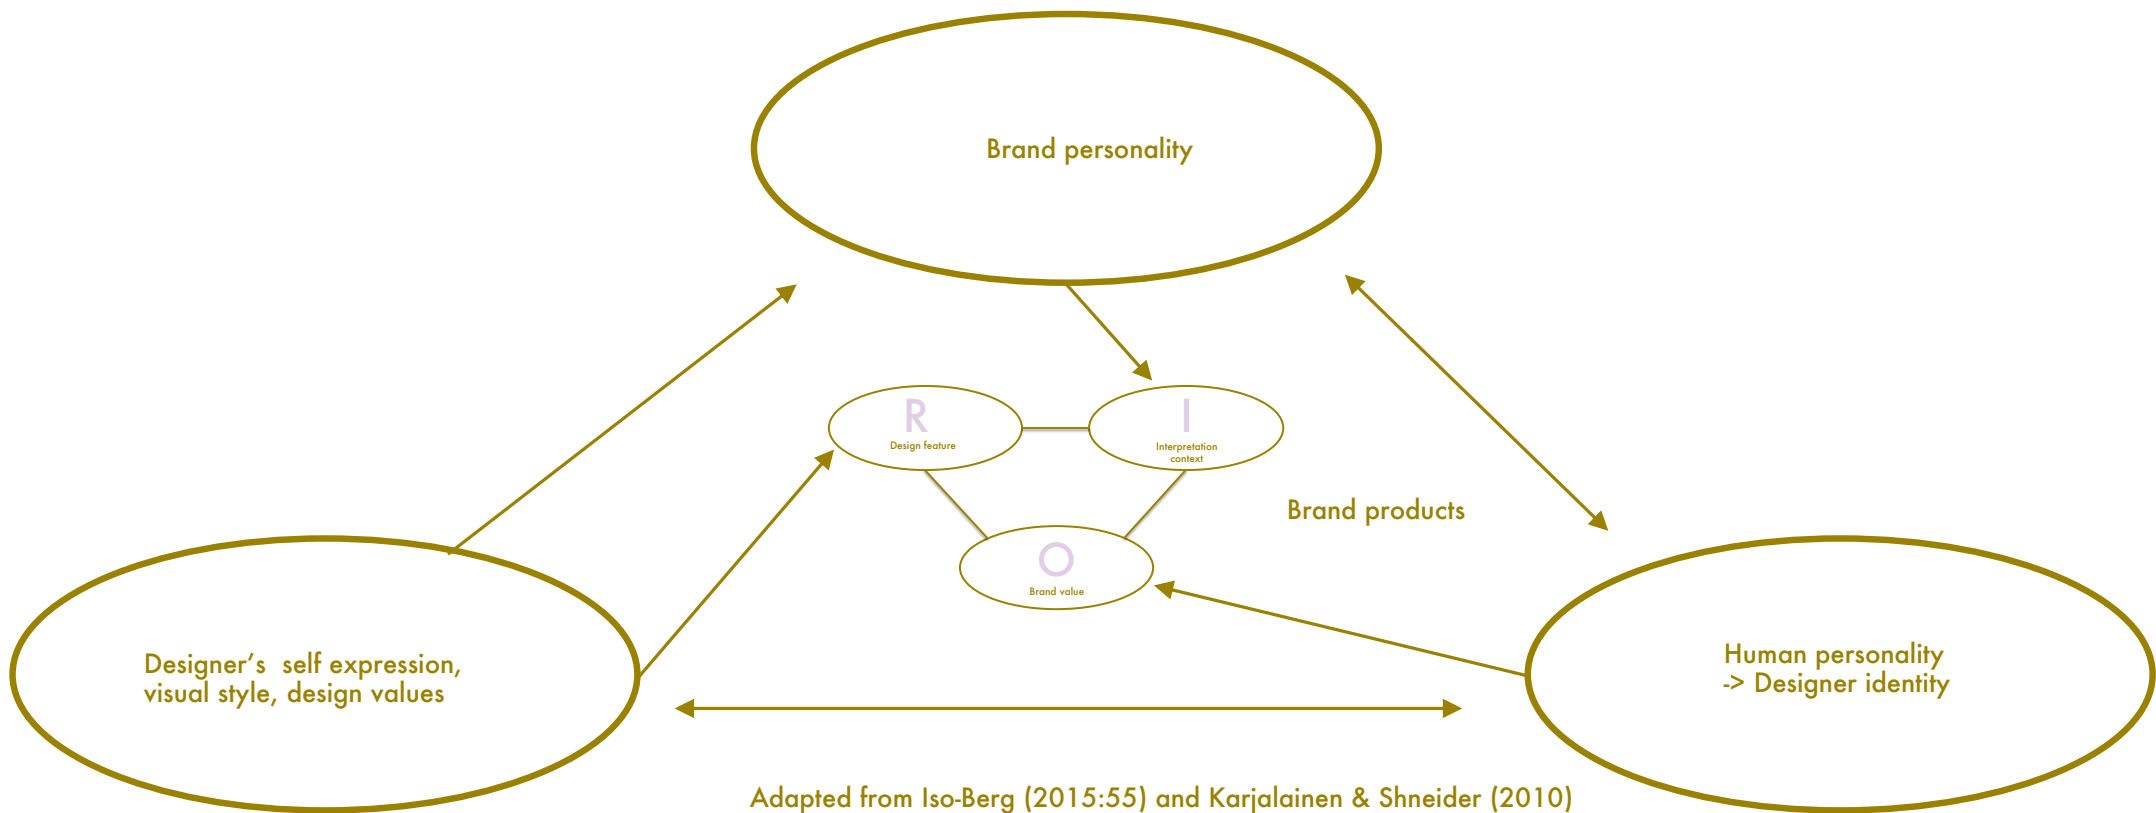 Brand personality
R
Design feature
I
Interpretation
context
Brand products
O
Brand value
Designer’s  self expression,
visual style, design values
Human personality
-> Designer identity
Adapted from Iso-Berg (2015:55) and Karjalainen & Shneider (2010)